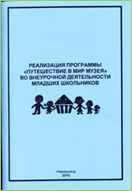 РЕАЛИЗАЦИЯ ПРОГРАММЫ
«ПУТЕШЕСТВИЕ В МИР МУЗЕЯ»
ВО ВНЕУРОЧНОЙ ДЕЯТЕЛЬНОСТИ
МЛАДШИХ ШКОЛЬНИКОВ